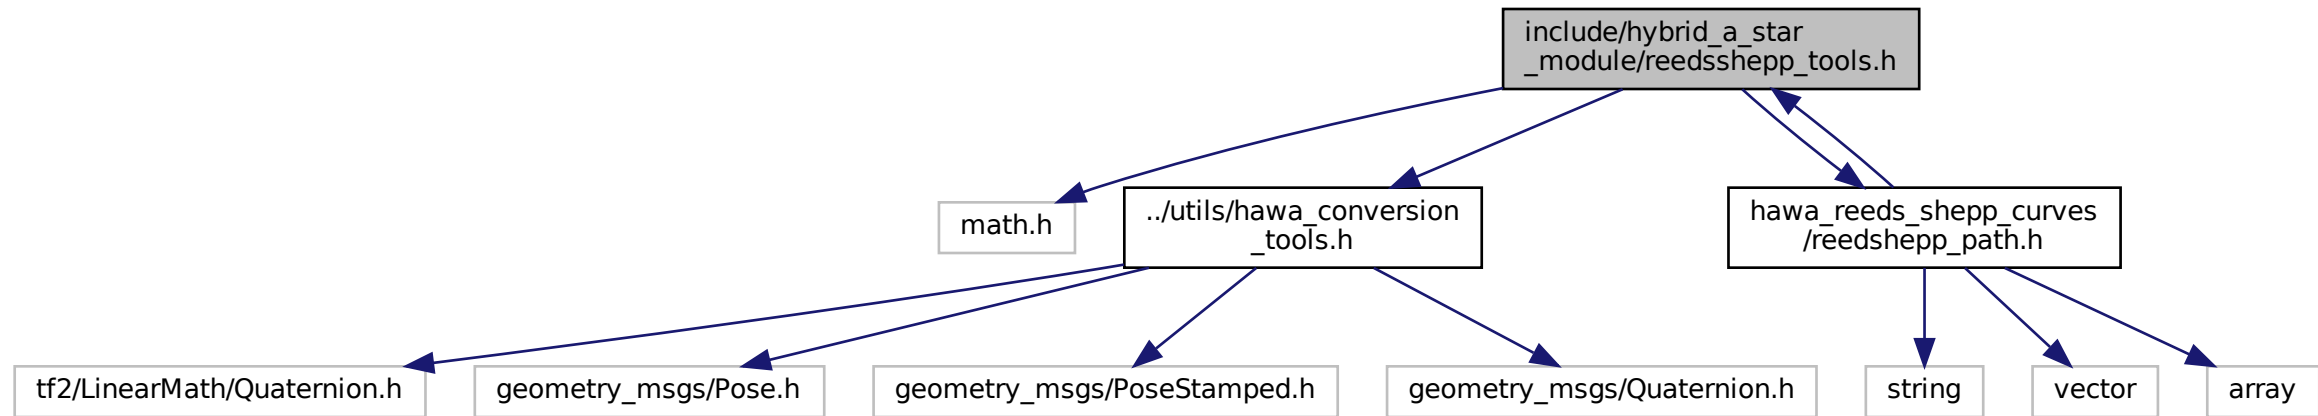 include/hybrid_a_star
_module/reedsshepp_tools.h
math.h
../utils/hawa_conversion
_tools.h
hawa_reeds_shepp_curves
/reedshepp_path.h
tf2/LinearMath/Quaternion.h
geometry_msgs/Pose.h
geometry_msgs/PoseStamped.h
geometry_msgs/Quaternion.h
string
vector
array